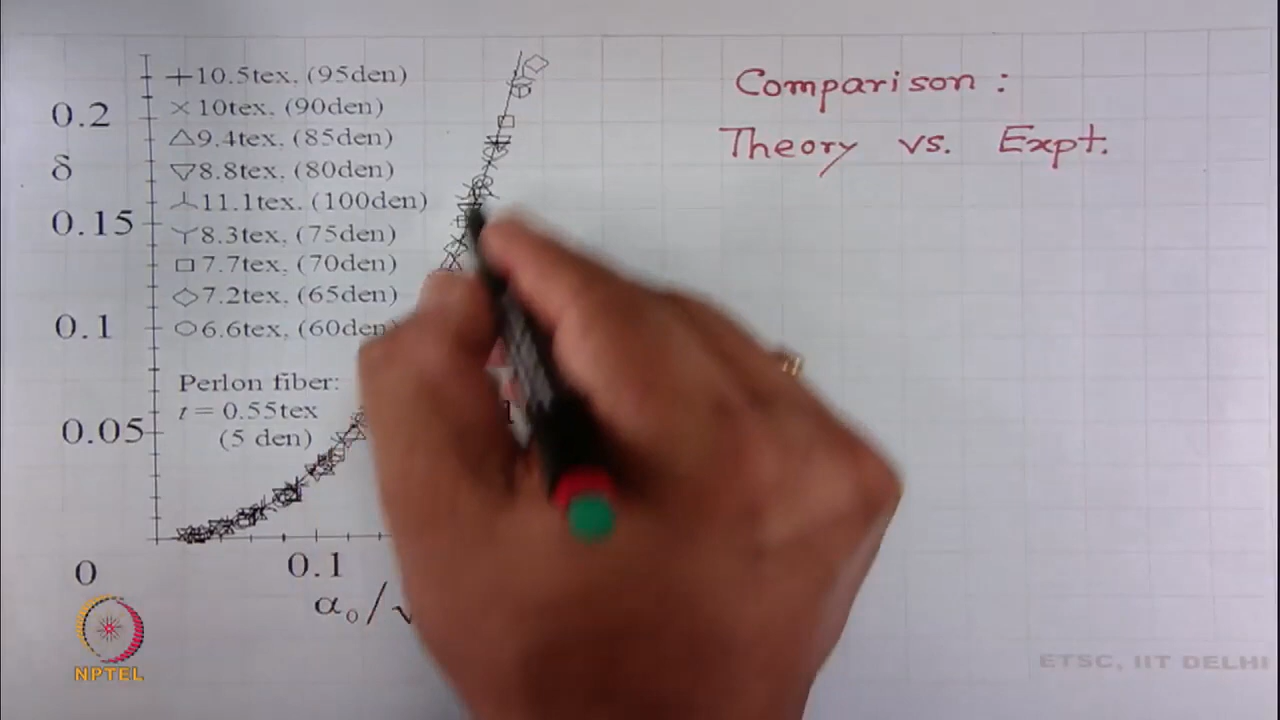 Comparison :
Theory vs. Expt.
+10.5tex, (95den)
×10tex, (90den)
△9.4tex, (85den)
▽8.8tex, (80den)
⅄11.1tex, (100den)
Y8.3tex, (75den)
□7.7tex, (70den)
◇7.2tex, (65den)
○6.6tex, (60den)
Perlon fiber:
t = 0.55tex
(5 den)
0.2
δ
0.15
0.1
0.05
0
0.1
α₀/√
NPTEL
ETSC, IIT DELHI